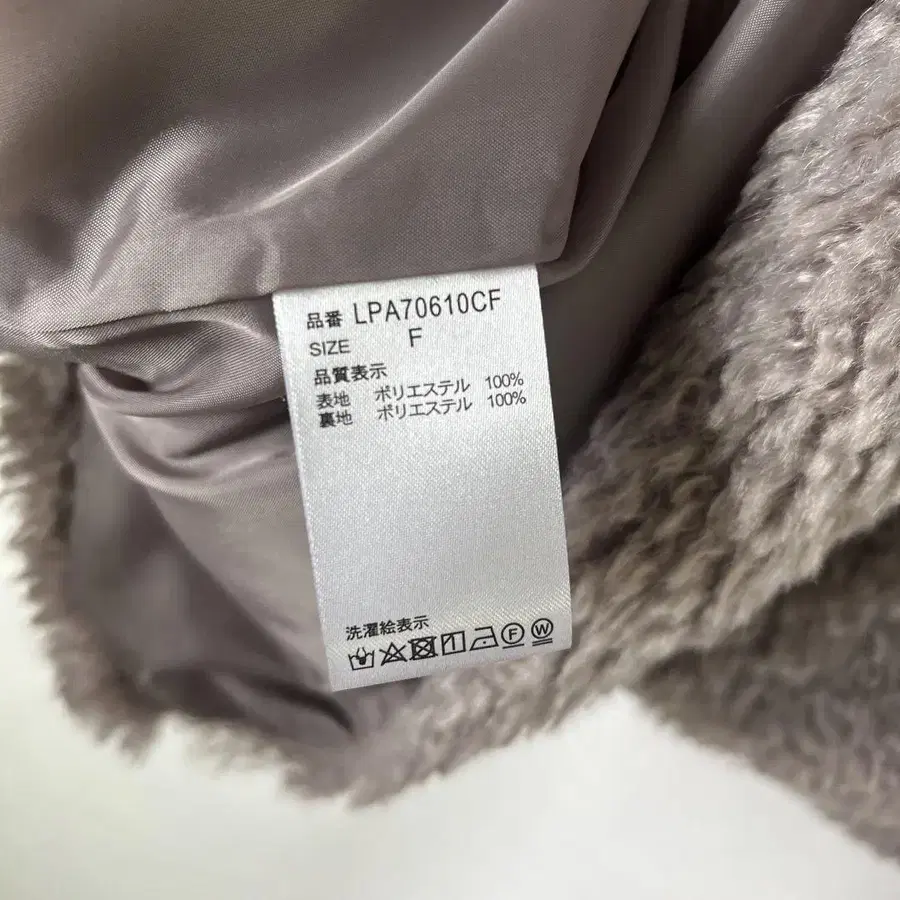 品番 LPA70610CF
SIZE F
品質表示
表地 ポリエステル 100%
裏地 ポリエステル 100%
洗濯絵表示
F W